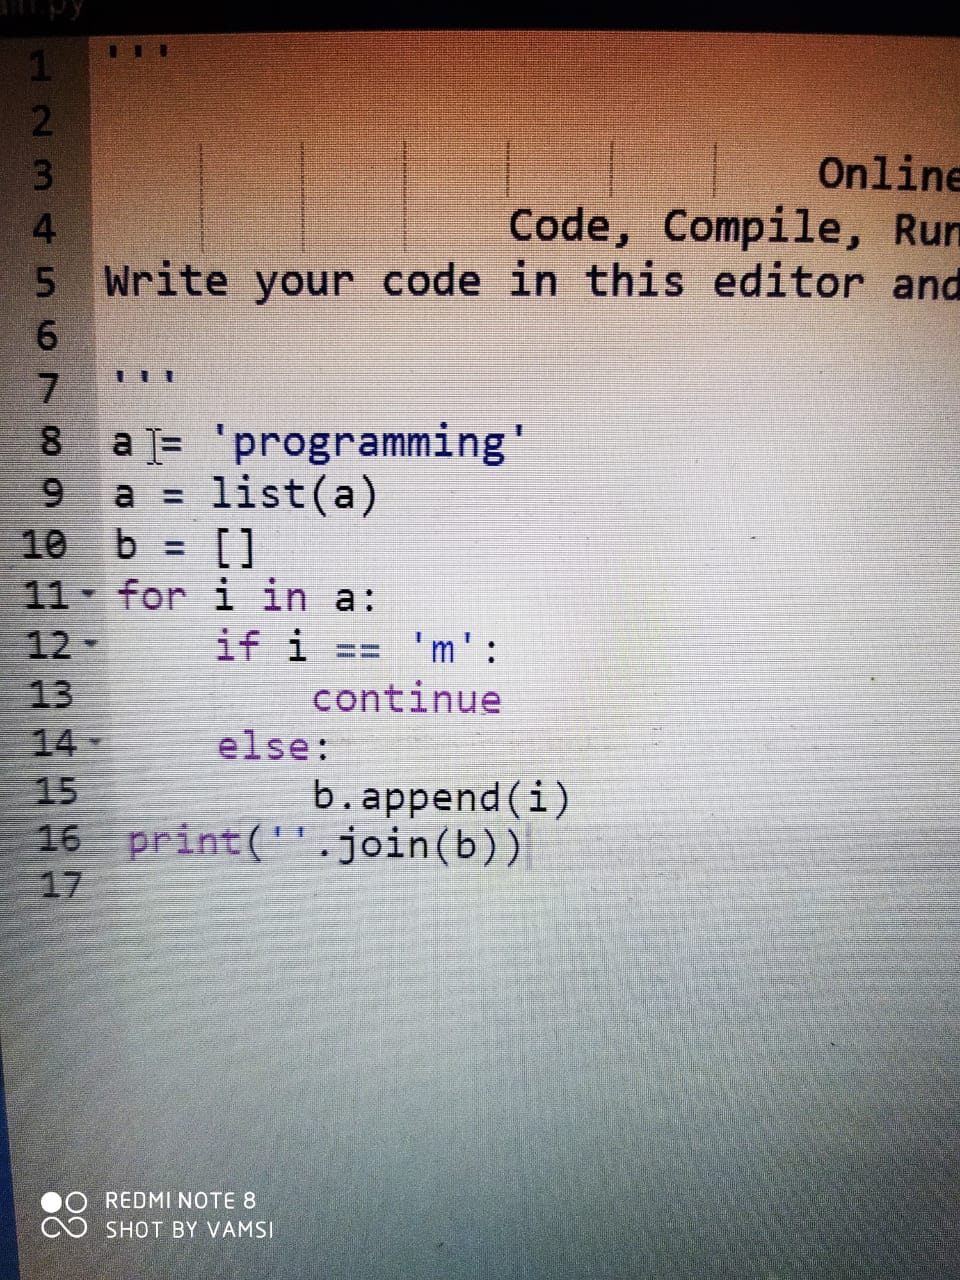 1 '''
2
3 Online
4 Code, Compile, Run
5 Write your code in this editor and
6
7 '''
8 a = 'programming'
9 a = list(a)
10 b = []
11 for i in a:
12 if i == 'm':
13 continue
14 else:
15 b.append(i)
16 print(''.join(b))
17
REDMI NOTE 8
SHOT BY VAMSI